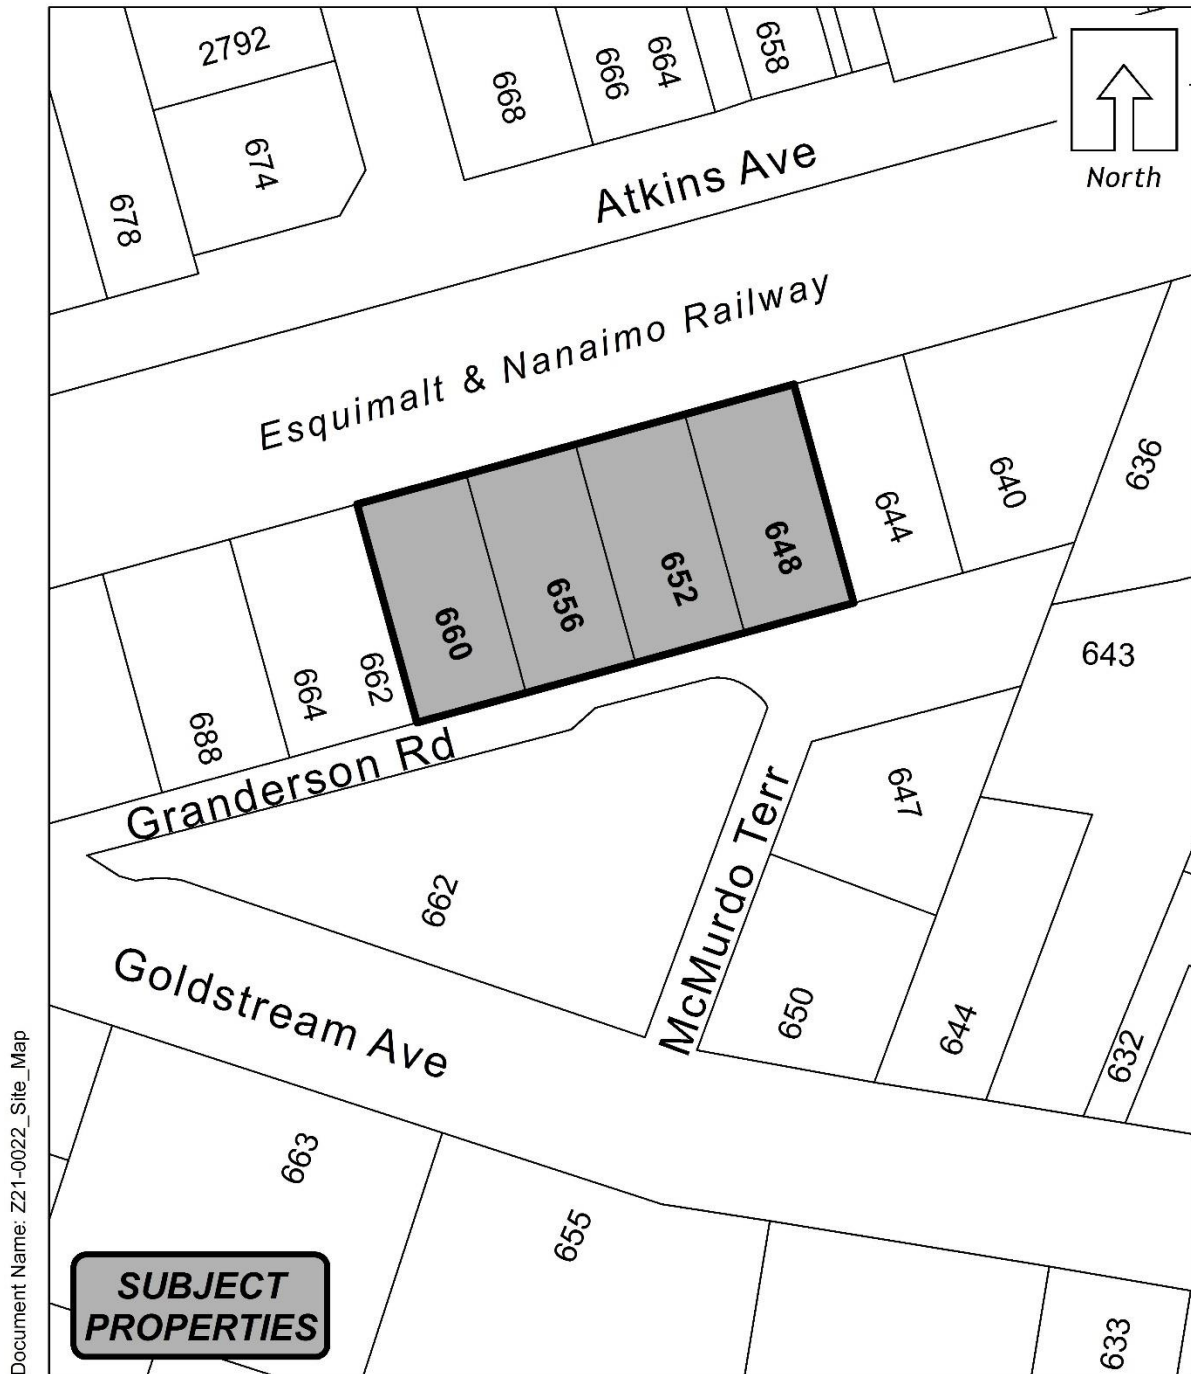 2792
668
666
664
658
674
678
Atkins Ave
North
Esquimalt & Nanaimo Railway
636
640
644
648
652
656
660
662
664
688
643
Granderson Rd
647
McMurdo Terr
662
Goldstream Ave
650
644
632
663
655
633
SUBJECT
PROPERTIES
Document Name: Z21-0022_Site_Map